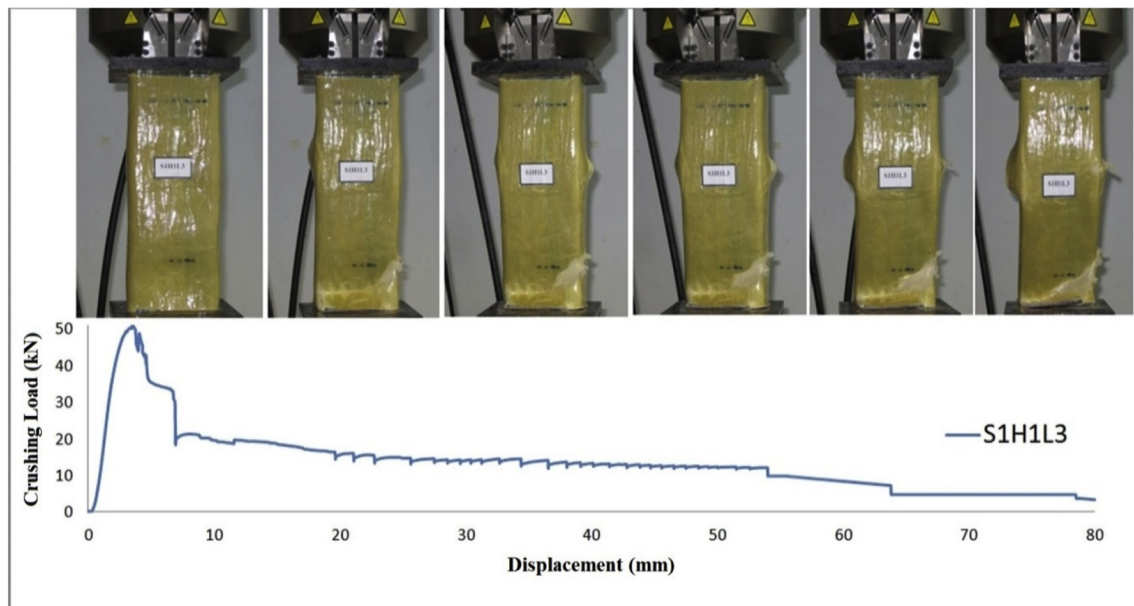 S1H1L3
S1H1L3
S1H1L3
S1H1L3
S1H1L3
S1H1L3
Crushing Load (kN)
50
40
30
20
10
0
S1H1L3
0 10 20 30 40 50 60 70 80
Displacement (mm)